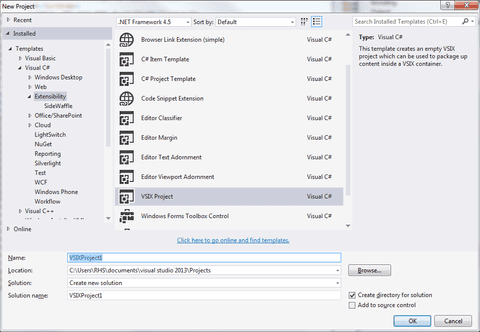 New Project
Recent
.NET Framework 4.5
Sort by: Default
Search Installed Templates (Ctrl+E)
Installed
Templates
Visual Basic
Visual C#
Windows Desktop
Web
Extensibility
SideWaffle
Office/SharePoint
Cloud
LightSwitch
NuGet
Reporting
Silverlight
Test
WCF
Windows Phone
Workflow
Visual C++
Online
Browser Link Extension (simple) Visual C#
C# Item Template Visual C#
C# Project Template Visual C#
Code Snippet Extension Visual C#
Editor Classifier Visual C#
Editor Margin Visual C#
Editor Text Adornment Visual C#
Editor Viewport Adornment Visual C#
VSIX Project Visual C#
Windows Forms Toolbox Control Visual C#
Click here to go online and find templates.
Type: Visual C#
This template creates an empty VSIX
project which can be used to package up
content inside a VSIX container.
Name: VSIXProject1
Location: C:\Users\RHS\documents\visual studio 2013\Projects
Browse...
Solution: Create new solution
Solution name: VSIXProject1
Create directory for solution
Add to source control
OK
Cancel